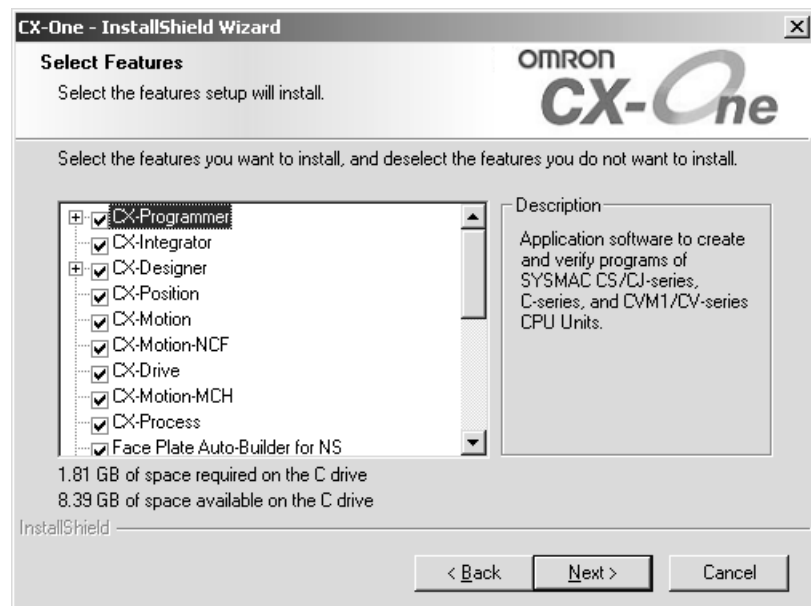 CX-One - InstallShield Wizard
Select Features
Select the features setup will install.
OMRON
CX-One
Select the features you want to install, and deselect the features you do not want to install.
CX-Programmer
CX-Integrator
CX-Designer
CX-Position
CX-Motion
CX-Motion-NCF
CX-Drive
CX-Motion-MCH
CX-Process
Face Plate Auto-Builder for NS
Description
Application software to create
and verify programs of
SYSMAC CS/CJ-series,
C-series, and CVM1/CV-series
CPU Units.
1.81 GB of space required on the C drive
8.39 GB of space available on the C drive
InstallShield
< Back
Next >
Cancel